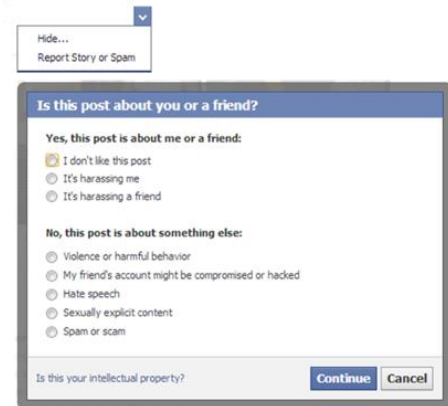 Hide...
Report Story or Spam
Is this post about you or a friend?
Yes, this post is about me or a friend:
I don't like this post
It's harassing me
It's harassing a friend
No, this post is about something else:
Violence or harmful behavior
My friend's account might be compromised or hacked
Hate speech
Sexually explicit content
Spam or scam
Is this your intellectual property?
Continue Cancel